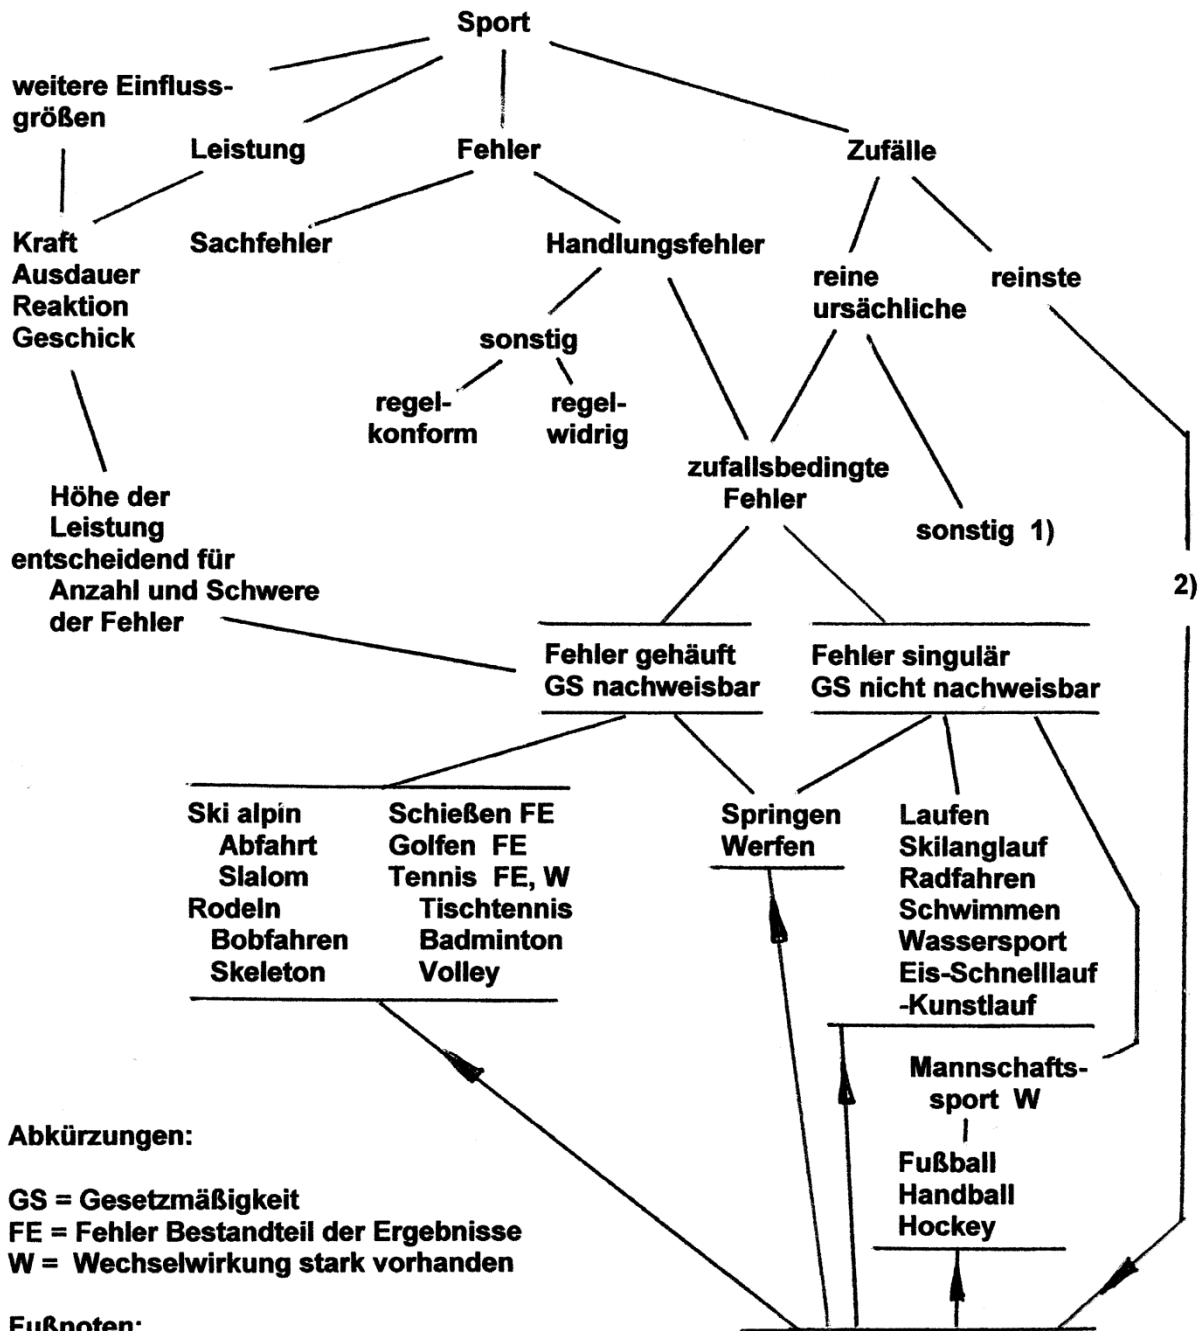 Sport
weitere Einfluss-
größen
Leistung
Fehler
Zufälle
Kraft
Ausdauer
Reaktion
Geschick
Sachfehler
Handlungsfehler
reine
ursächliche
reinste
sonstig
regel-
konform
regel-
widrig
zufallsbedingte
Fehler
sonstig 1)
2)
Höhe der
Leistung
entscheidend für
Anzahl und Schwere
der Fehler
Fehler gehäuft
GS nachweisbar
Fehler singulär
GS nicht nachweisbar
Ski alpin
Abfahrt
Slalom
Rodeln
Bobfahren
Skeleton
Schießen FE
Golfen FE
Tennis FE, W
Tischtennis
Badminton
Volley
Springen
Werfen
Laufen
Skilanglauf
Radfahren
Schwimmen
Wassersport
Eis-Schnelllauf
-Kunstlauf
Mannschafts-
sport W
Fußball
Handball
Hockey
Abkürzungen:
GS = Gesetzmäßigkeit
FE = Fehler Bestandteil der Ergebnisse
W = Wechselwirkung stark vorhanden
Fußnoten: